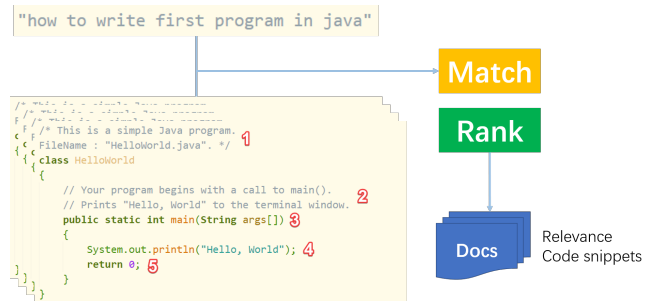 "how to write first program in java"
Match
Rank
/* This is a simple Java program. 1
FileName : "HelloWorld.java". */
class HelloWorld
{
// Your program begins with a call to main(). 2
// Prints "Hello, World" to the terminal window.
public static int main(String args[]) 3
{
System.out.println("Hello, World"); 4
return 0; 5
}
}
Docs
Relevance
Code snippets